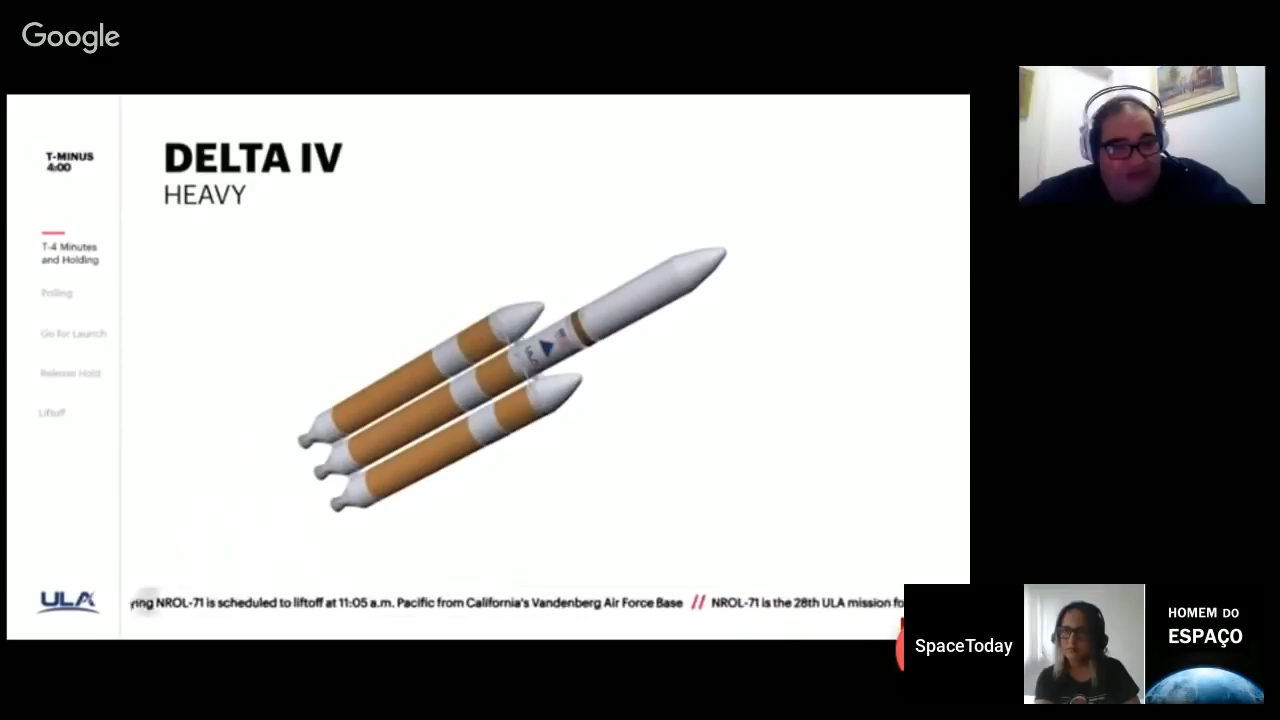 Google
T-MINUS
4:00
DELTA IV
HEAVY
T-4 Minutes
and Holding
Polling
Go for Launch
Release Hold
Liftoff
ULA
ULA
ying NROL-71 is scheduled to liftoff at 11:05 a.m. Pacific from California's Vandenberg Air Force Base // NROL-71 is the 28th ULA mission fo
SpaceToday
HOMEM DO
ESPAÇO